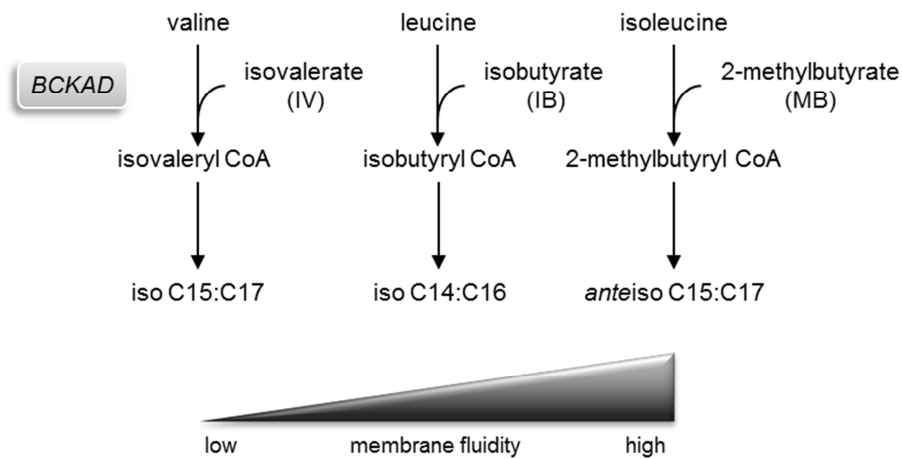 valine leucine isoleucine
BCKAD
isovalerate
(IV)
isobutyrate
(IB)
2-methylbutyrate
(MB)
isovaleryl CoA isobutyryl CoA 2-methylbutyryl CoA
iso C15:C17 iso C14:C16 anteiso C15:C17
low membrane fluidity high